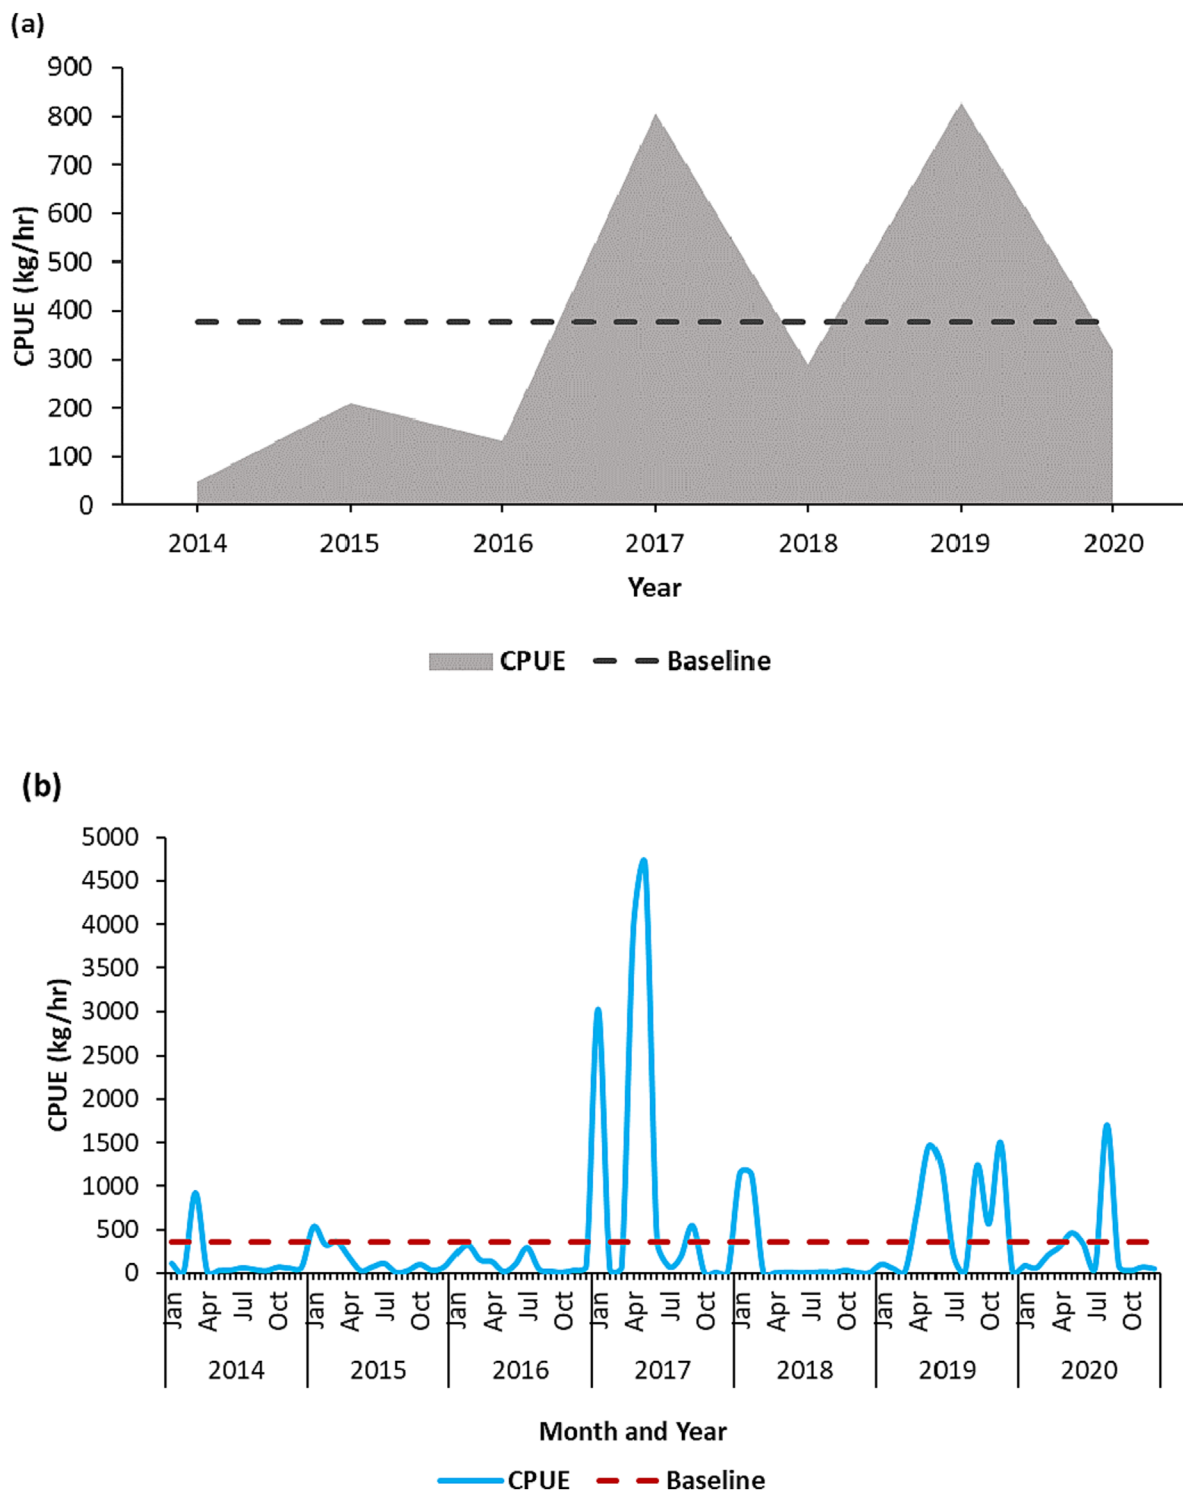 (a)
900
800
700
600
500
400
300
200
100
0
CPUE (kg/hr)
2014 2015 2016 2017 2018 2019 2020
Year
CPUE Baseline
(b)
5000
4500
4000
3500
3000
2500
2000
1500
1000
500
0
CPUE (kg/hr)
Jan Apr Jul Oct Jan Apr Jul Oct Jan Apr Jul Oct Jan Apr Jul Oct Jan Apr Jul Oct Jan Apr Jul Oct Jan Apr Jul Oct
2014 2015 2016 2017 2018 2019 2020
Month and Year
CPUE Baseline